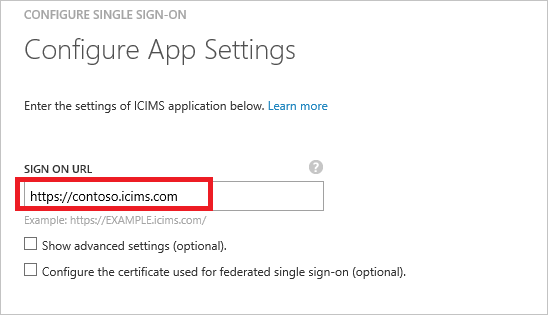 CONFIGURE SINGLE SIGN-ON
Configure App Settings
Enter the settings of ICIMS application below. Learn more
SIGN ON URL
?
https://contoso.icims.com
Example: https://EXAMPLE.icims.com/
Show advanced settings (optional).
Configure the certificate used for federated single sign-on (optional).